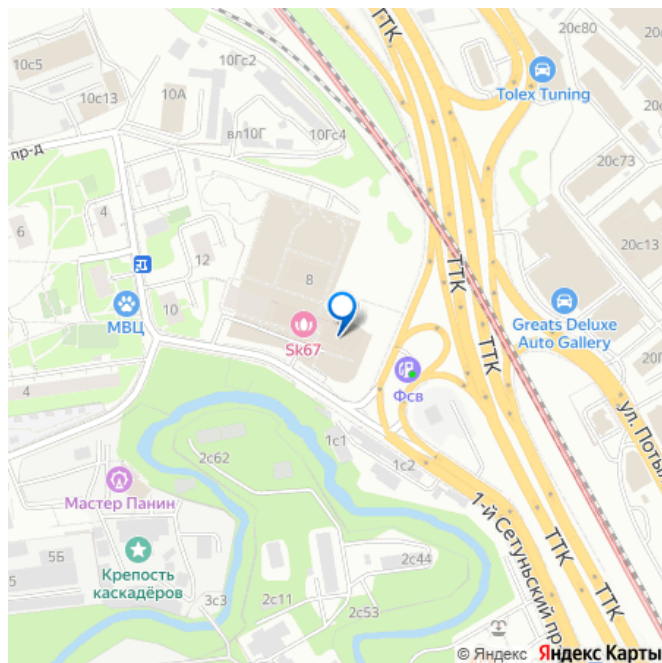 20с80
ТТК
10с5
10Гс2
Tolex Tuning
10с13
10А
вл10Г
10Гс4
20с73
пр-д
4
6
12
ТТК
20с13
8
МВЦ
10
Sk67
Greats Deluxe
Auto Gallery
ТТК
Фсв
4
ул. Потыл
1с1
2с62
1с2
Мастер Панин
1-й Сетуньский пр
ТТК
5Б
Крепость
каскадёров
5
2с44
3с3
2с11
2с53
ТТК
© Яндекс Яндекс Карты